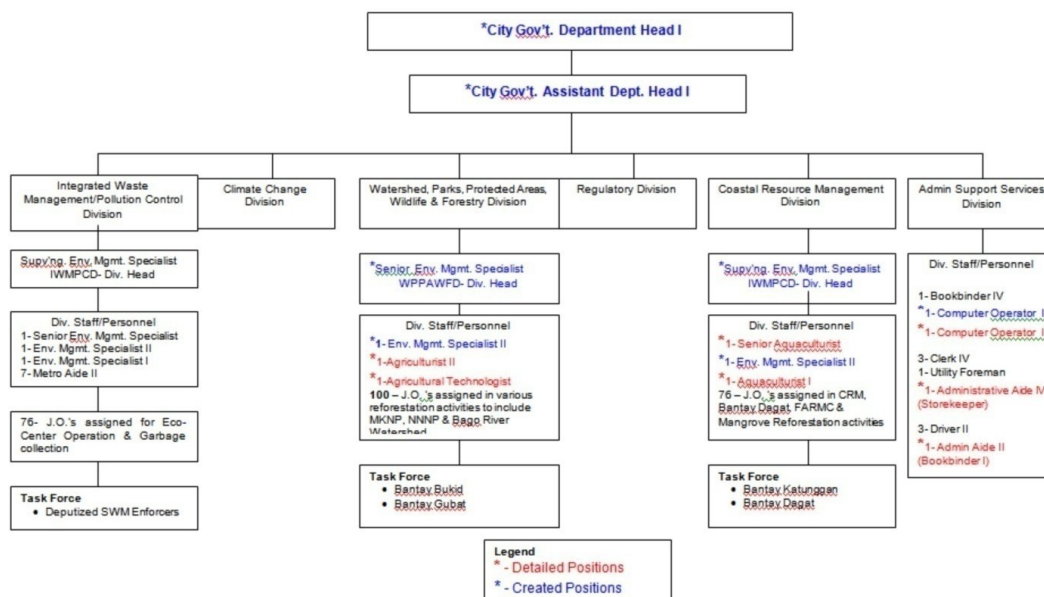 *City Gov't. Department Head I
*City Gov't. Assistant Dept. Head I
Integrated Waste
Management/Pollution Control
Division
Climate Change
Division
Watershed, Parks, Protected Areas,
Wildlife & Forestry Division
Regulatory Division
Coastal Resource Management
Division
Admin Support Services
Division
Supv'ng. Env. Mgmt. Specialist
IWMPCD- Div. Head
Div. Staff/Personnel
1- Senior Env. Mgmt. Specialist
1- Env. Mgmt. Specialist II
1- Env. Mgmt. Specialist I
7- Metro Aide II
76- J.O.'s assigned for Eco-
Center Operation & Garbage
collection
Task Force
• Deputized SWM Enforcers
*Senior Env. Mgmt. Specialist
WPPAWFD- Div. Head
Div. Staff/Personnel
*1- Env. Mgmt. Specialist II
*1-Agriculturist II
*1-Agricultural Technologist
100 – J.O.'s assigned in various
reforestation activities to include
MKNP, NNNP & Bago River
Watershed
Task Force
• Bantay Bukid
• Bantay Gubat
*Supv'ng. Env. Mgmt. Specialist
IWMPCD- Div. Head
Div. Staff/Personnel
*1- Senior Aquaculturist
*1- Env. Mgmt. Specialist II
*1- Aquaculturist I
76 – J.O.'s assigned in CRM,
Bantay Dagat, FARMC &
Mangrove Reforestation activities
Task Force
• Bantay Katunggan
• Bantay Dagat
Div. Staff/Personnel
1- Bookbinder IV
*1- Computer Operator I
*1- Computer Operator I
3- Clerk IV
1- Utility Foreman
*1- Administrative Aide IV
(Storekeeper)
3- Driver II
*1- Admin Aide II
(Bookbinder I)
Legend
* - Detailed Positions
* - Created Positions